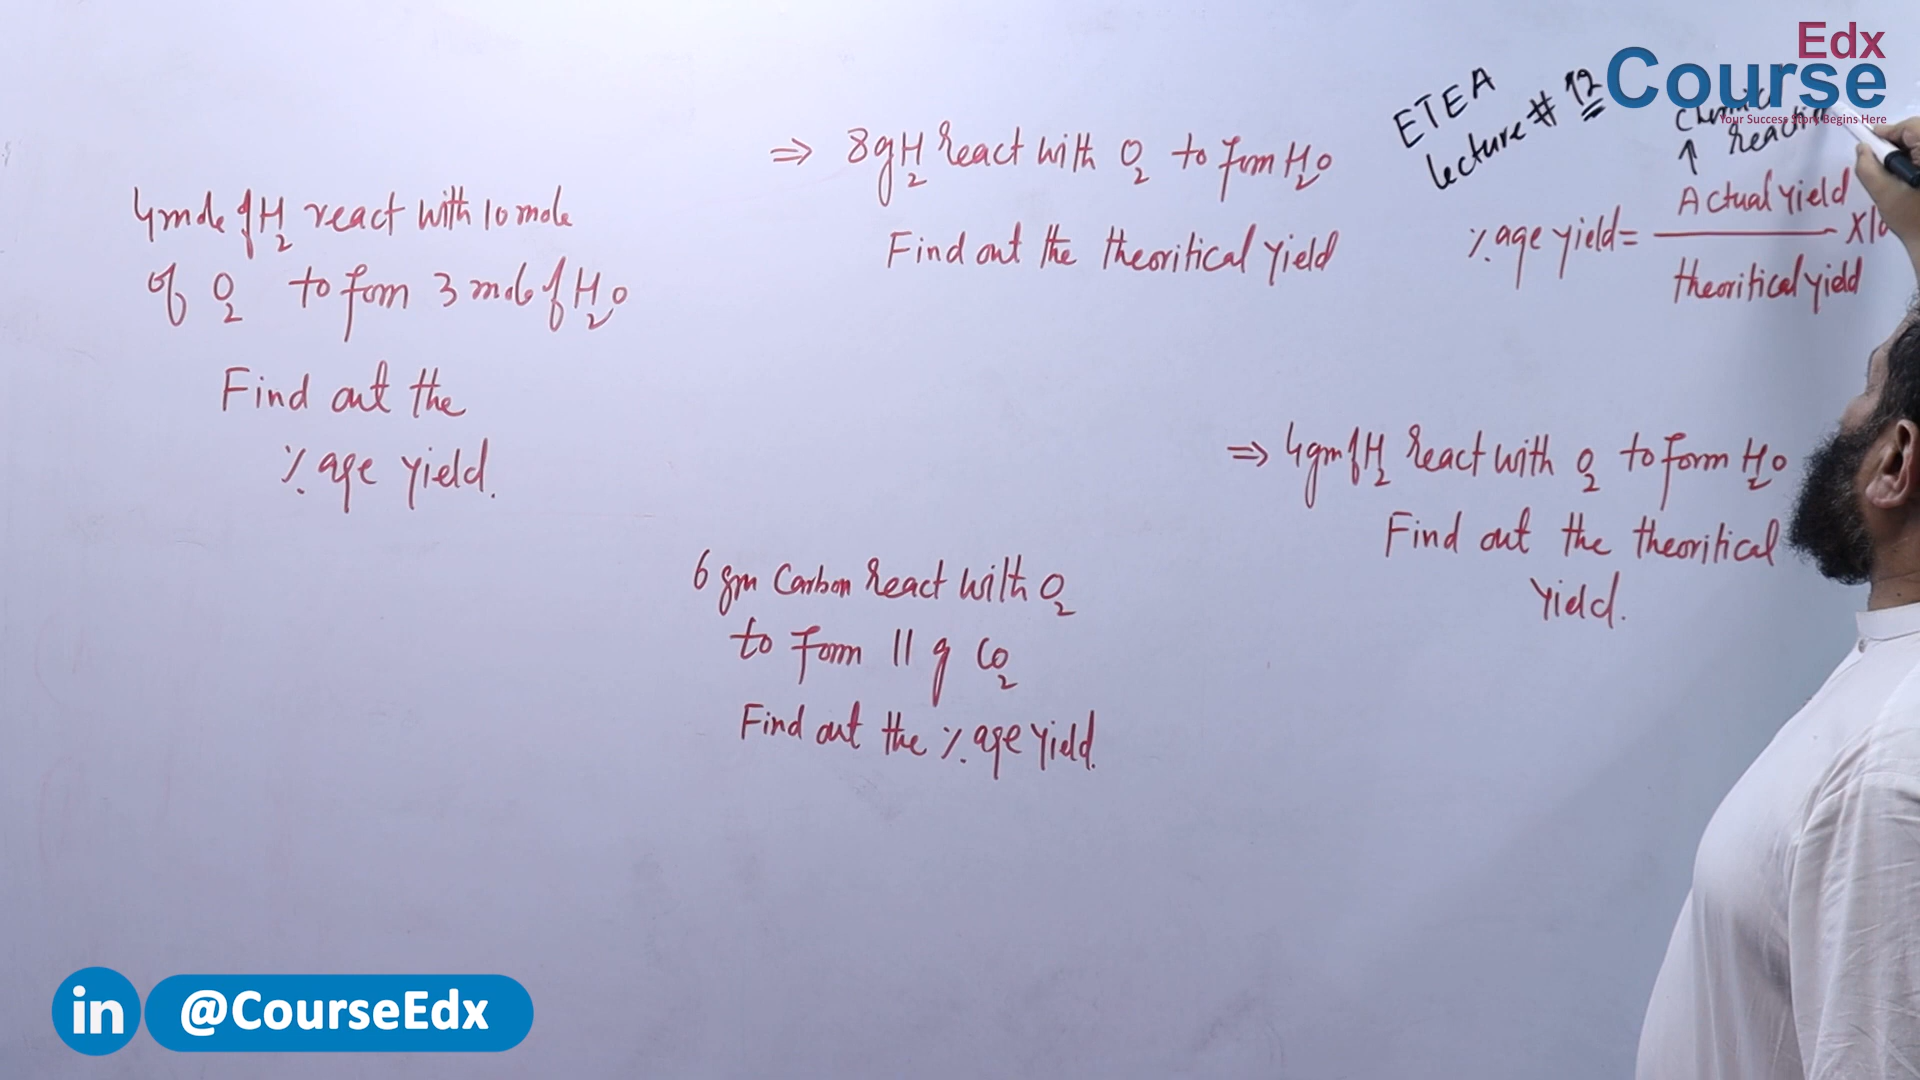 4 mole of H2 react with 10 mole
of O2 to form 3 mole of H2O
Find out the
% age yield.
⇒ 8g H2 React with O2 to form H2O
Find out the theoritical yield
ETEA
Lecture # 12
Edx
Course
Your Success Story Begins Here
↑
Actual yield
% age yield =
theoritical yield
⇒ 4gm of H2 React with O2 to form H2O
Find out the theoritical
Yield.
6 gm Carbon React with O2
to form 11 g CO2
Find out the % age Yield.
in @CourseEdx